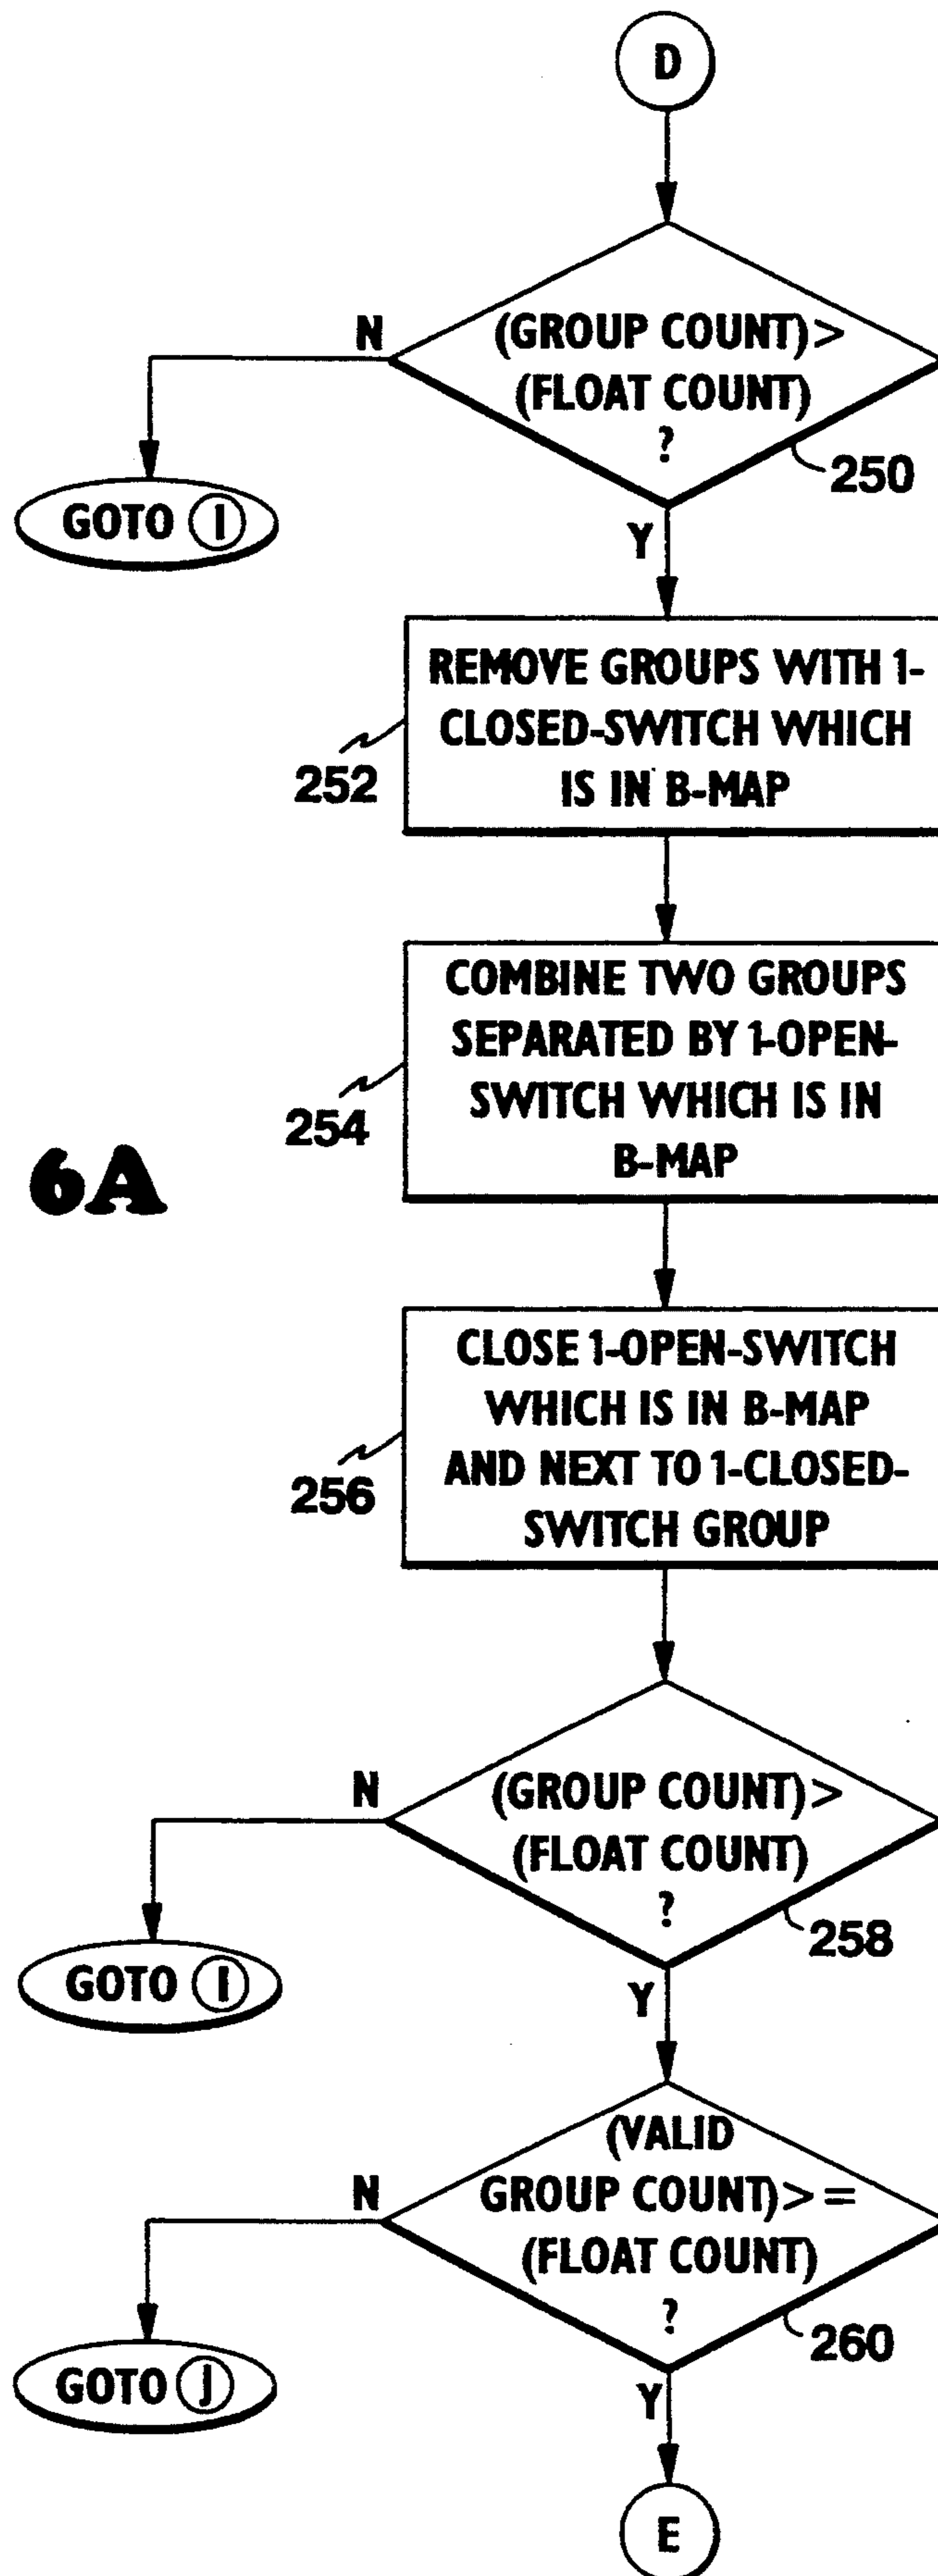 D
N
(GROUP COUNT)>
(FLOAT COUNT)
?
250
GOTO I
Y
REMOVE GROUPS WITH 1-
CLOSED-SWITCH WHICH
IS IN B-MAP
252
COMBINE TWO GROUPS
SEPARATED BY 1-OPEN-
SWITCH WHICH IS IN
B-MAP
254
6A
CLOSE 1-OPEN-SWITCH
WHICH IS IN B-MAP
AND NEXT TO 1-CLOSED-
SWITCH GROUP
256
N
(GROUP COUNT)>
(FLOAT COUNT)
?
258
GOTO I
Y
(VALID
GROUP COUNT)>=
(FLOAT COUNT)
?
N
260
GOTO J
Y
E